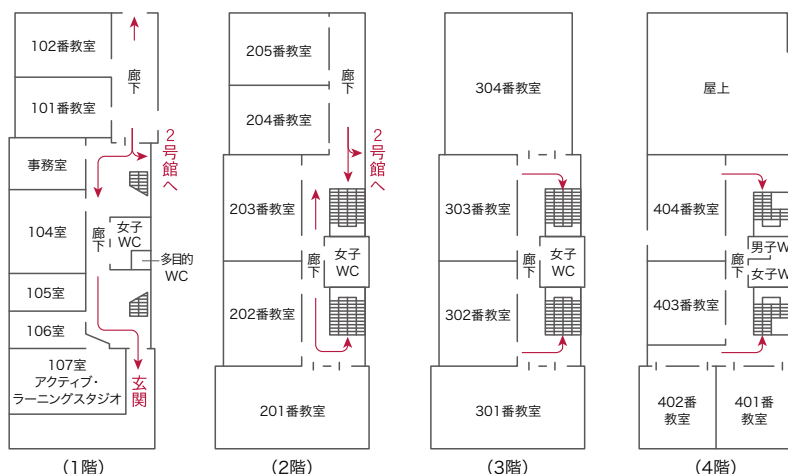 102番教室
廊下
101番教室
2号館へ
事務室
104室
廊下
女子
WC
多目的
WC
105室
106室
107室
アクティブ・
ラーニングスタジオ
玄関
(1階)
205番教室
廊下
204番教室
2号館へ
203番教室
廊下
女子
WC
202番教室
201番教室
(2階)
304番教室
303番教室
廊下
女子
WC
302番教室
301番教室
(3階)
屋上
404番教室
廊下
男子W
女子W
403番教室
402番
教室
401番
教室
(4階)